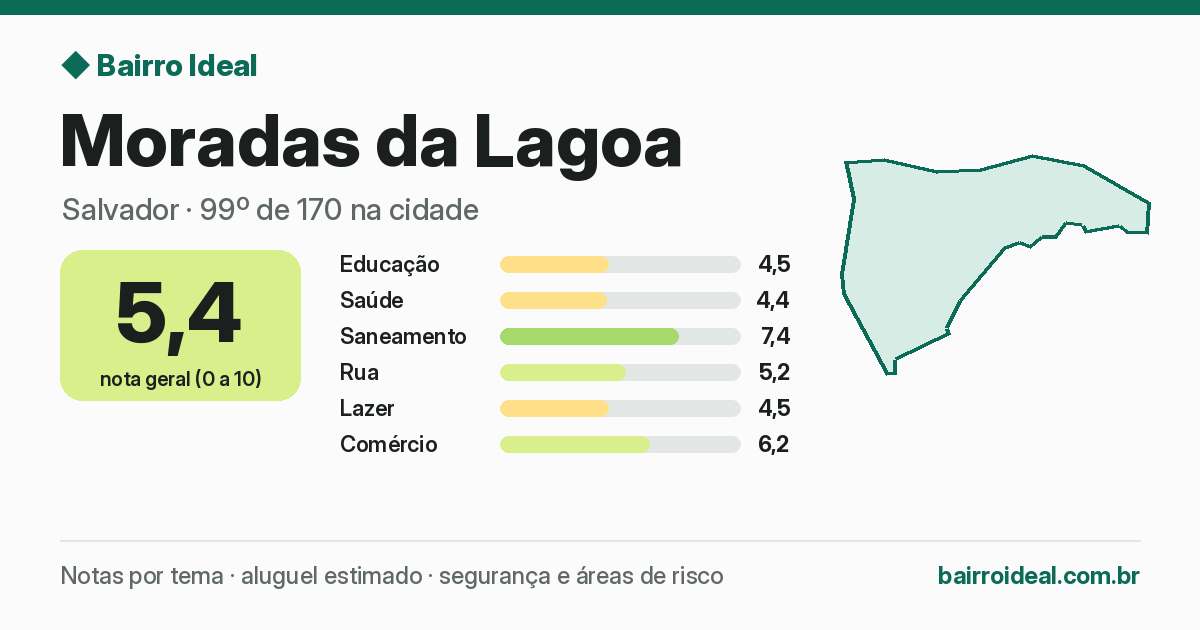 Bairro Ideal
Moradas da Lagoa
Salvador · 99º de 170 na cidade
5,4
nota geral (0 a 10)
Educação 4,5
Saúde 4,4
Saneamento 7,4
Rua 5,2
Lazer 4,5
Comércio 6,2
Notas por tema · aluguel estimado · segurança e áreas de risco
bairroideal.com.br